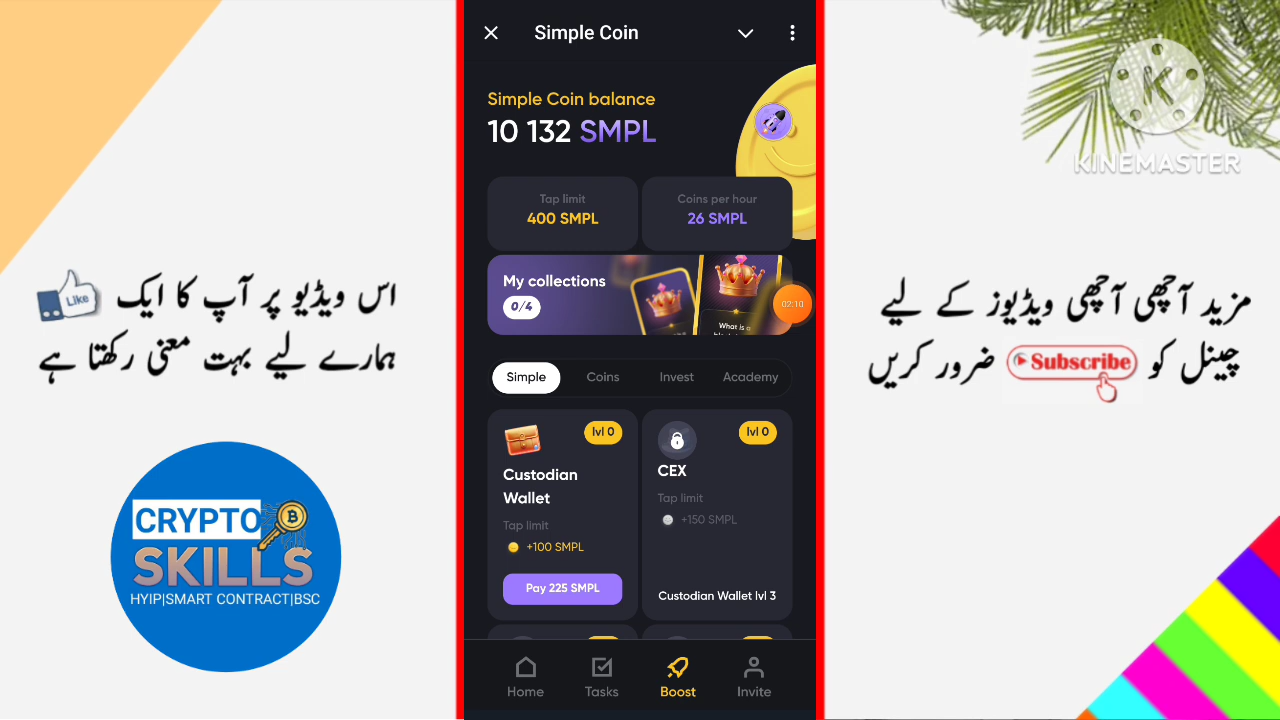 Simple Coin
Simple Coin balance
10 132 SMPL
Tap limit
400 SMPL
Coins per hour
26 SMPL
My collections
0/4
What is a
02:10
Simple
Coins
Invest
Academy
lvl 0
Custodian
Wallet
Tap limit
+100 SMPL
Pay 225 SMPL
lvl 0
CEX
Tap limit
+150 SMPL
Custodian Wallet lvl 3
Home
Tasks
Boost
Invite
اس ویڈیو پر آپ کا ایک Like
ہمارے لیے بہت معنی رکھتا ہے
CRYPTO
SKILLS
HYIP|SMART CONTRACT|BSC
K
KINEMASTER
مزید آچھی آچھی ویڈیوز کے لیے
چینل کو Subscribe ضرور کریں